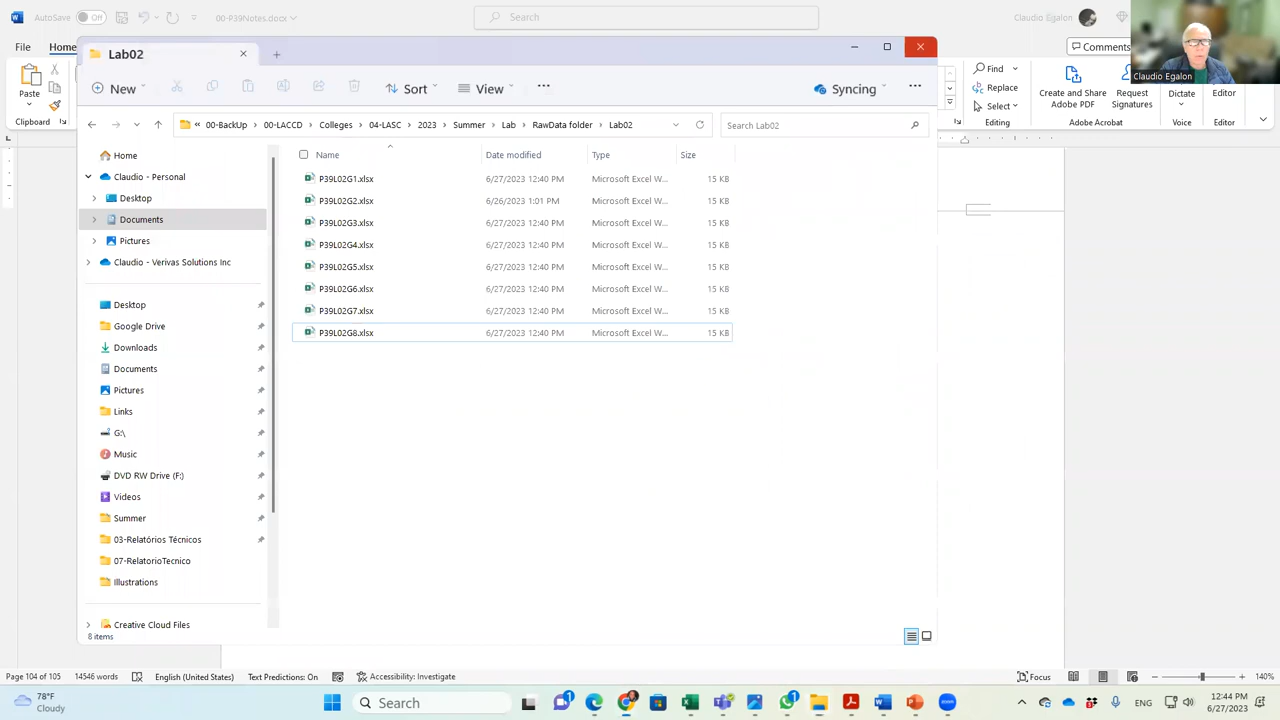 AutoSave Off 00-P39Notes.docx Search Claudio Egalon
File Home Comments
Claudio Egalon
Lab02
Paste
Clipboard
New Sort View Syncing
Find
Replace
Select
Editing
Create and Share
Adobe PDF
Request
Signatures
Adobe Acrobat
Dictate
Voice
Editor
Editor
« 00-BackUp > 00-LACCD > Colleges > 04-LASC > 2023 > Summer > Lab > RawData folder > Lab02
Search Lab02
Home
Claudio - Personal
Desktop
Documents
Pictures
Claudio - Verivas Solutions Inc
Desktop
Google Drive
Downloads
Documents
Pictures
Links
G:\
Music
DVD RW Drive (F:)
Videos
Summer
03-Relatórios Técnicos
07-RelatorioTecnico
Illustrations
Creative Cloud Files
Name Date modified Type Size
P39L02G1.xlsx 6/27/2023 12:40 PM Microsoft Excel W... 15 KB
P39L02G2.xlsx 6/26/2023 1:01 PM Microsoft Excel W... 15 KB
P39L02G3.xlsx 6/27/2023 12:40 PM Microsoft Excel W... 15 KB
P39L02G4.xlsx 6/27/2023 12:40 PM Microsoft Excel W... 15 KB
P39L02G5.xlsx 6/27/2023 12:40 PM Microsoft Excel W... 15 KB
P39L02G6.xlsx 6/27/2023 12:40 PM Microsoft Excel W... 15 KB
P39L02G7.xlsx 6/27/2023 12:40 PM Microsoft Excel W... 15 KB
P39L02G8.xlsx 6/27/2023 12:40 PM Microsoft Excel W... 15 KB
8 items
Page 104 of 105 14546 words English (United States) Text Predictions: On Accessibility: Investigate Focus 140%
78°F
Cloudy
Search
1
1
ENG
12:44 PM
6/27/2023